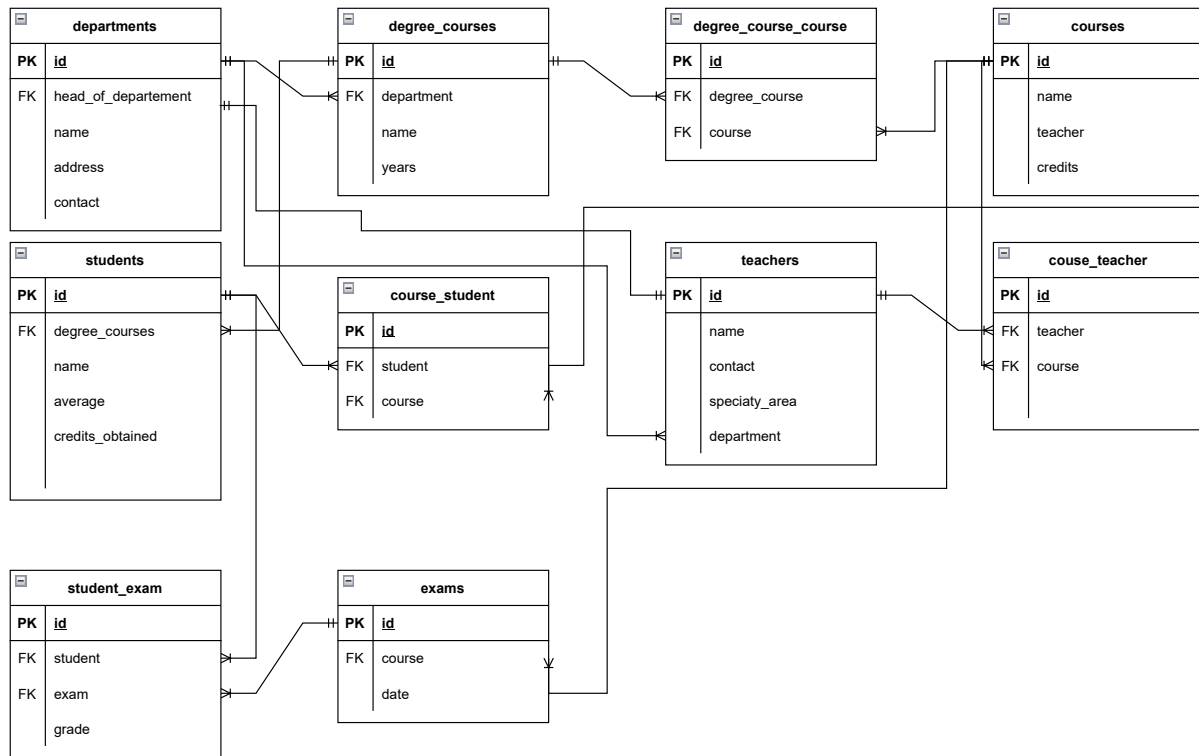 departments
PK id
FK head_of_departement
name
address
contact
degree_courses
PK id
FK department
name
years
degree_course_course
PK id
FK degree_course
FK course
courses
PK id
name
teacher
credits
students
PK id
FK degree_courses
name
average
credits_obtained
course_student
PK id
FK student
FK course
teachers
PK id
name
contact
speciaty_area
department
couse_teacher
PK id
FK teacher
FK course
student_exam
PK id
FK student
FK exam
grade
exams
PK id
FK course
date